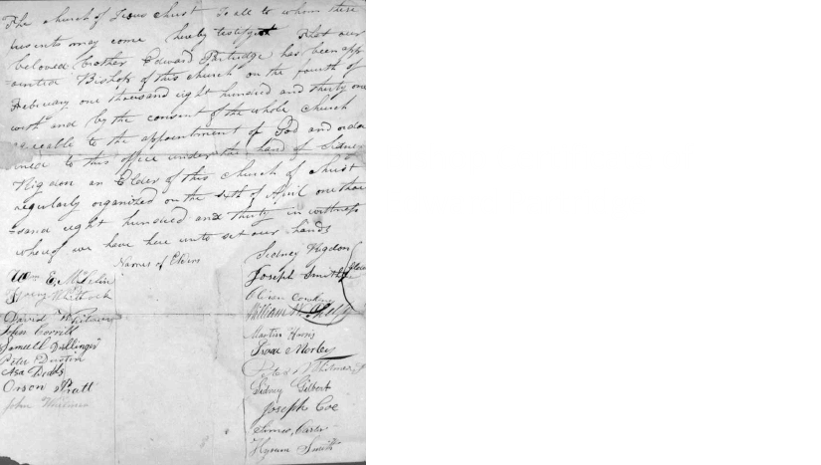 The Church of Jesus Christ To all to whom these
presents may come hereby testify that our
beloved brother Edward Partridge has been app
=ointed Bishop of this church on the fourth of
February one thousand eight hundred and thirty one
with and by the consent of the whole church
agreeable to the appointment of God and ordai
ned to this office under the hand of Sidney
Rigdon an Elder of this church of Christ
regularly organized on the 6th of April one thou
=sand eight hundred and thirty in witness
whereof we have here unto set our hands
Names of Elders
Sidney Rigdon
Joseph Smith
Oliver Cowdery
William W. Phelps
Martin Harris
Isaac Morley
Whitmer
Sidney Gilbert
Joseph Coe
Simeon Carter
Hyrum Smith
Wm E. McLelin
Harvey Whitlock
David Whitmer
John Corrill
Samuel Billinger
Peter Dustin
Asa Dodds
Orson Pratt
John Whitmer